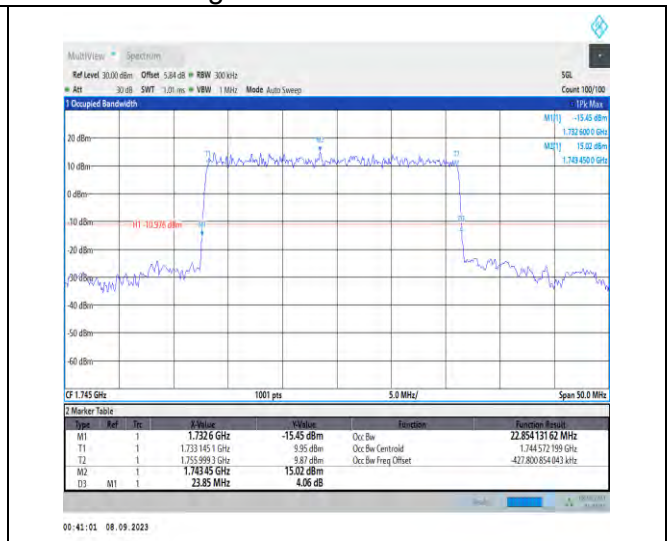 MultiView Spectrum
Ref Level 30.00 dBm Offset 5.84 dB RBW 300 kHz SGL
Att 30 dB SWT 1.01 ms VBW 1 MHz Mode Auto Sweep Count 100/100
1 Occupied Bandwidth 1Pk Max
M1[1] -15.45 dBm
1.732 600 0 GHz
M2[1] 15.02 dBm
1.743 450 0 GHz
20 dBm
M2
T1
10 dBm
0 dBm
-10 dBm
H1 -10.976 dBm
M1
D3
-20 dBm
-30 dBm
-40 dBm
-50 dBm
-60 dBm
CF 1.745 GHz 1001 pts 5.0 MHz/ Span 50.0 MHz
2 Marker Table
Type Ref Trc X-Value Y-Value Function Function Result
M1 1 1.732 6 GHz -15.45 dBm Occ Bw 22.854 131 62 MHz
T1 1 1.733 145 1 GHz 9.95 dBm Occ Bw Centroid 1.744 572 199 GHz
T2 1 1.755 999 3 GHz 9.87 dBm Occ Bw Freq Offset -427.800 854 043 kHz
M2 1 1.743 45 GHz 15.02 dBm
D3 M1 1 23.85 MHz 4.06 dB
00:41:01 08.09.2023